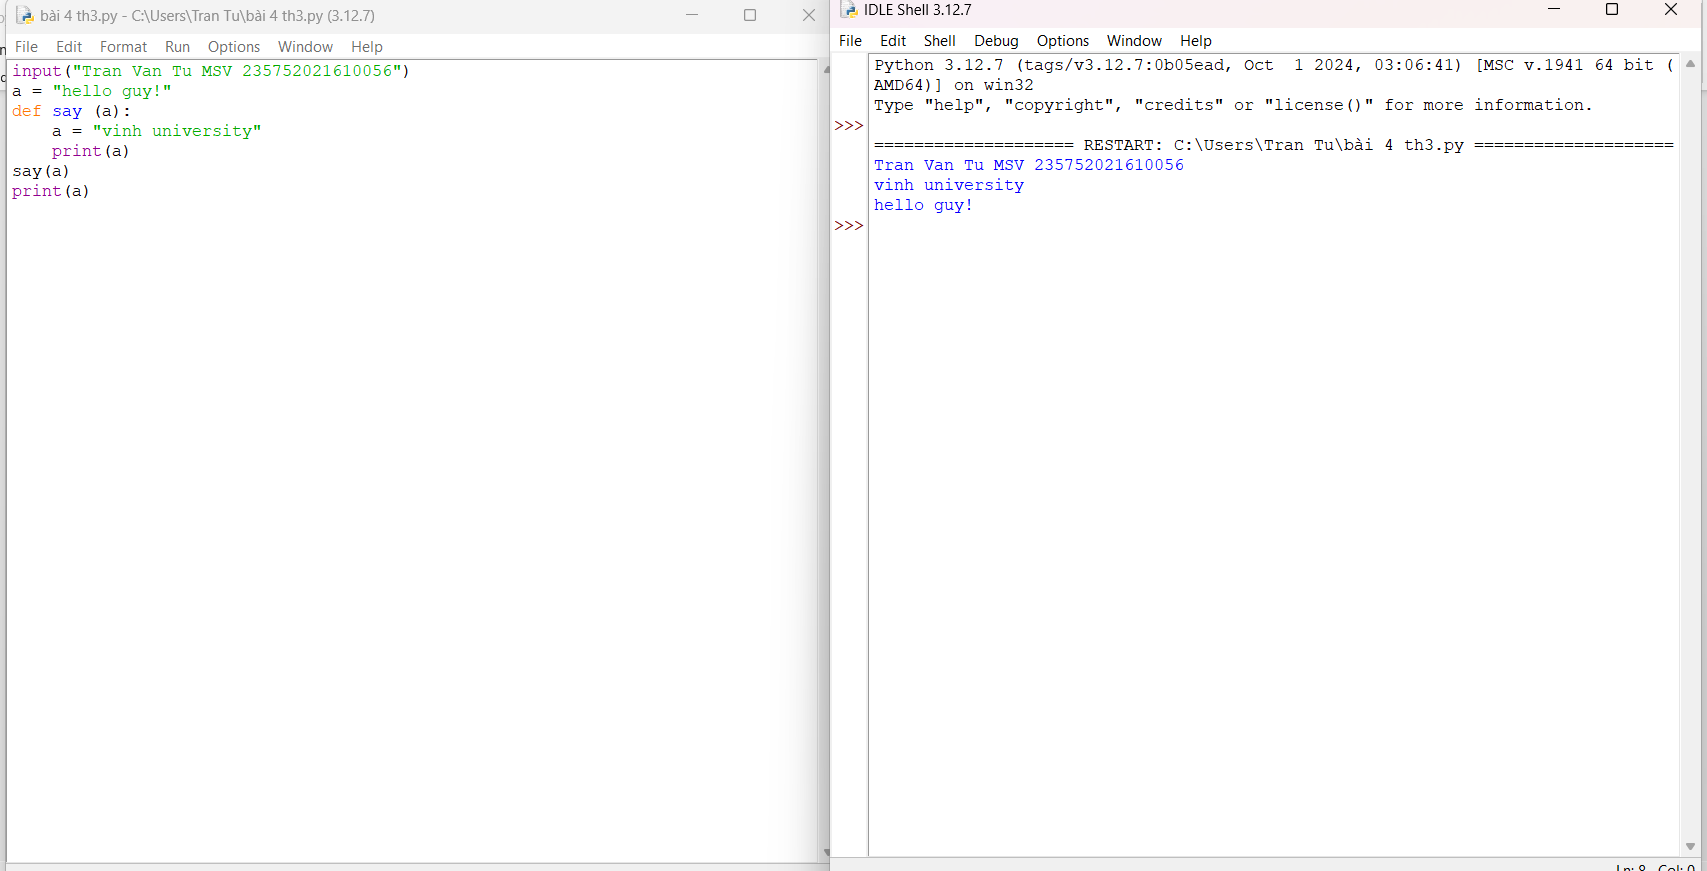 bài 4 th3.py - C:\Users\Tran Tu\bài 4 th3.py (3.12.7)
File Edit Format Run Options Window Help
input("Tran Van Tu MSV 235752021610056")
a = "hello guy!"
def say (a):
    a = "vinh university"
    print(a)
say(a)
print(a)
IDLE Shell 3.12.7
File Edit Shell Debug Options Window Help
Python 3.12.7 (tags/v3.12.7:0b05ead, Oct  1 2024, 03:06:41) [MSC v.1941 64 bit (
AMD64)] on win32
Type "help", "copyright", "credits" or "license()" for more information.
>>>
==================== RESTART: C:\Users\Tran Tu\bài 4 th3.py ====================
Tran Van Tu MSV 235752021610056
vinh university
hello guy!
>>>
Ln: 8 Col: 0